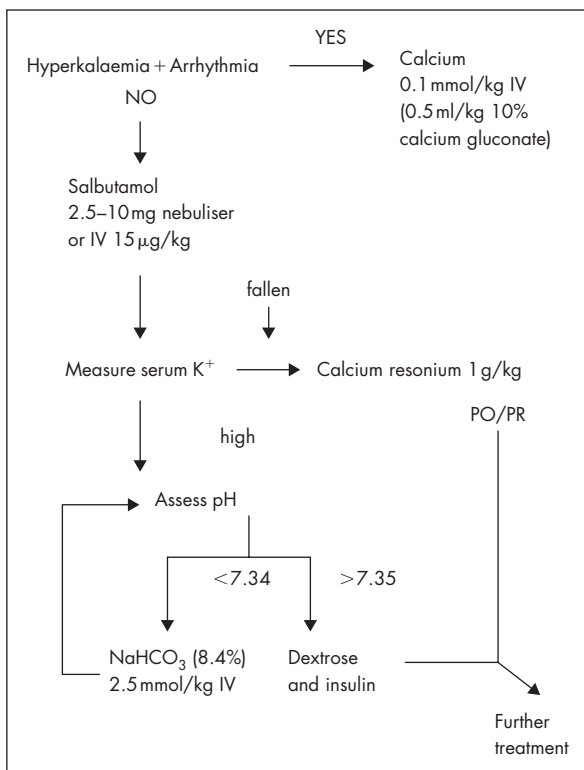 YES
Hyperkalaemia + Arrhythmia
Calcium
0.1 mmol/kg IV
(0.5 ml/kg 10%
calcium gluconate)
NO
Salbutamol
2.5–10 mg nebuliser
or IV 15 µg/kg
fallen
Measure serum K⁺
Calcium resonium 1 g/kg
PO/PR
high
Assess pH
<7.34
>7.35
NaHCO₃ (8.4%)
2.5 mmol/kg IV
Dextrose
and insulin
Further
treatment